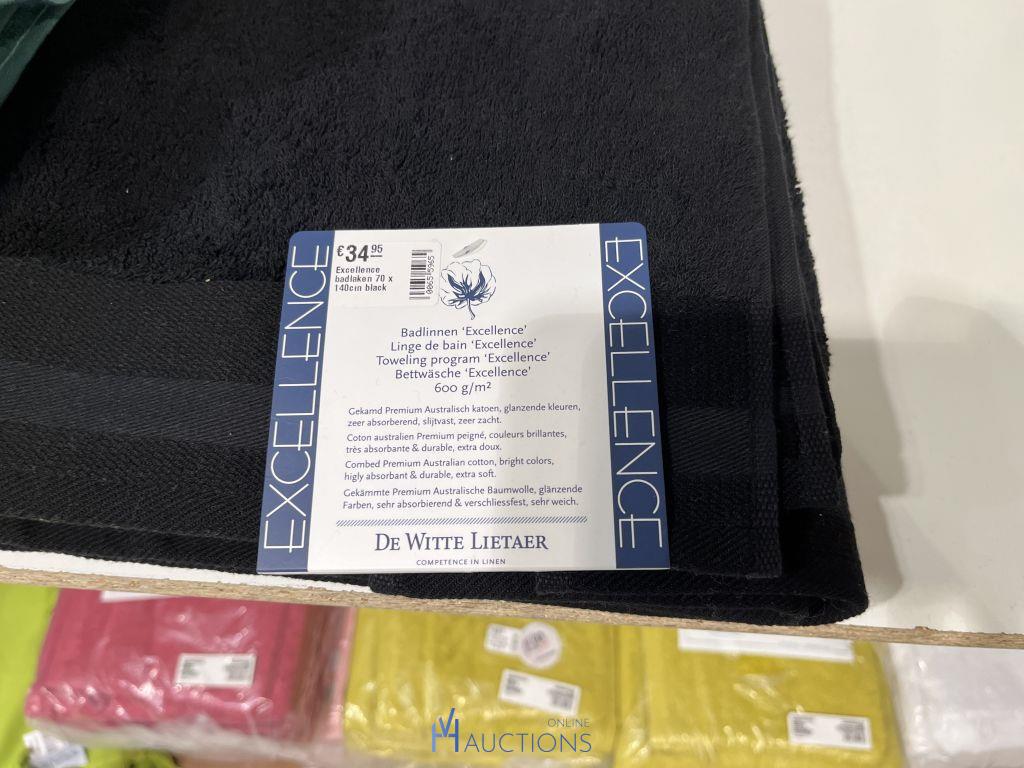 EXCELLENCE
€34 95
Excellence
badlaken 70 x
140cm black
00655965
Badlinnen ‘Excellence’
Linge de bain ‘Excellence’
Toweling program ‘Excellence’
Bettwäsche ‘Excellence’
600 g/m²
Gekamd Premium Australisch katoen, glanzende kleuren,
zeer absorberend, slijtvast, zeer zacht.
Coton australien Premium peigné, couleurs brillantes,
très absorbante & durable, extra doux.
Combed Premium Australian cotton, bright colors,
higly absorbant & durable, extra soft.
Gekämmte Premium Australische Baumwolle, glänzende
Farben, sehr absorbierend & verschliessfest, sehr weich.
DE WITTE LIETAER
COMPETENCE IN LINEN
EXCELLENCE
ONLINE
AUCTIONS